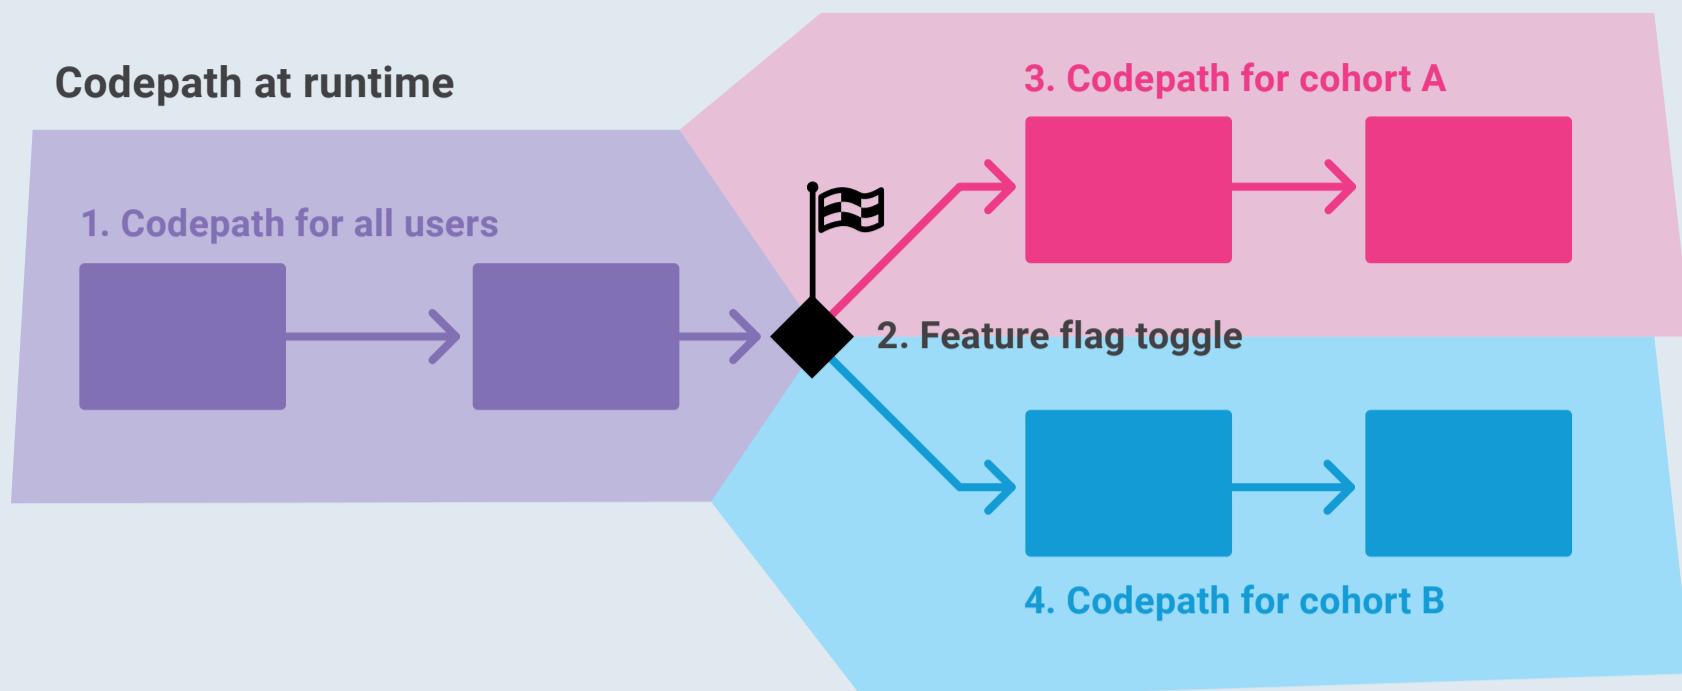 Codepath at runtime
1. Codepath for all users
2. Feature flag toggle
3. Codepath for cohort A
4. Codepath for cohort B